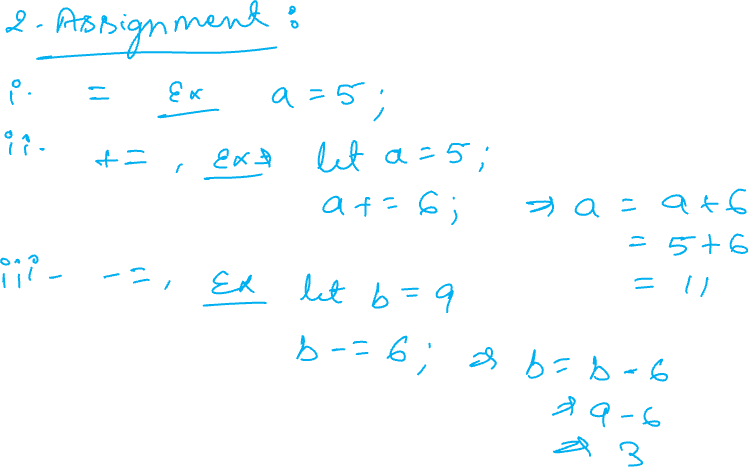 2. Assignment :
i. = Ex a = 5 ;
ii. += , Ex → let a = 5 ;
a += 6 ; ⇒ a = a + 6
= 5 + 6
= 11
iii - -= , Ex let b = 9
b -= 6 ; ⇒ b = b - 6
⇒ 9 - 6
⇒ 3